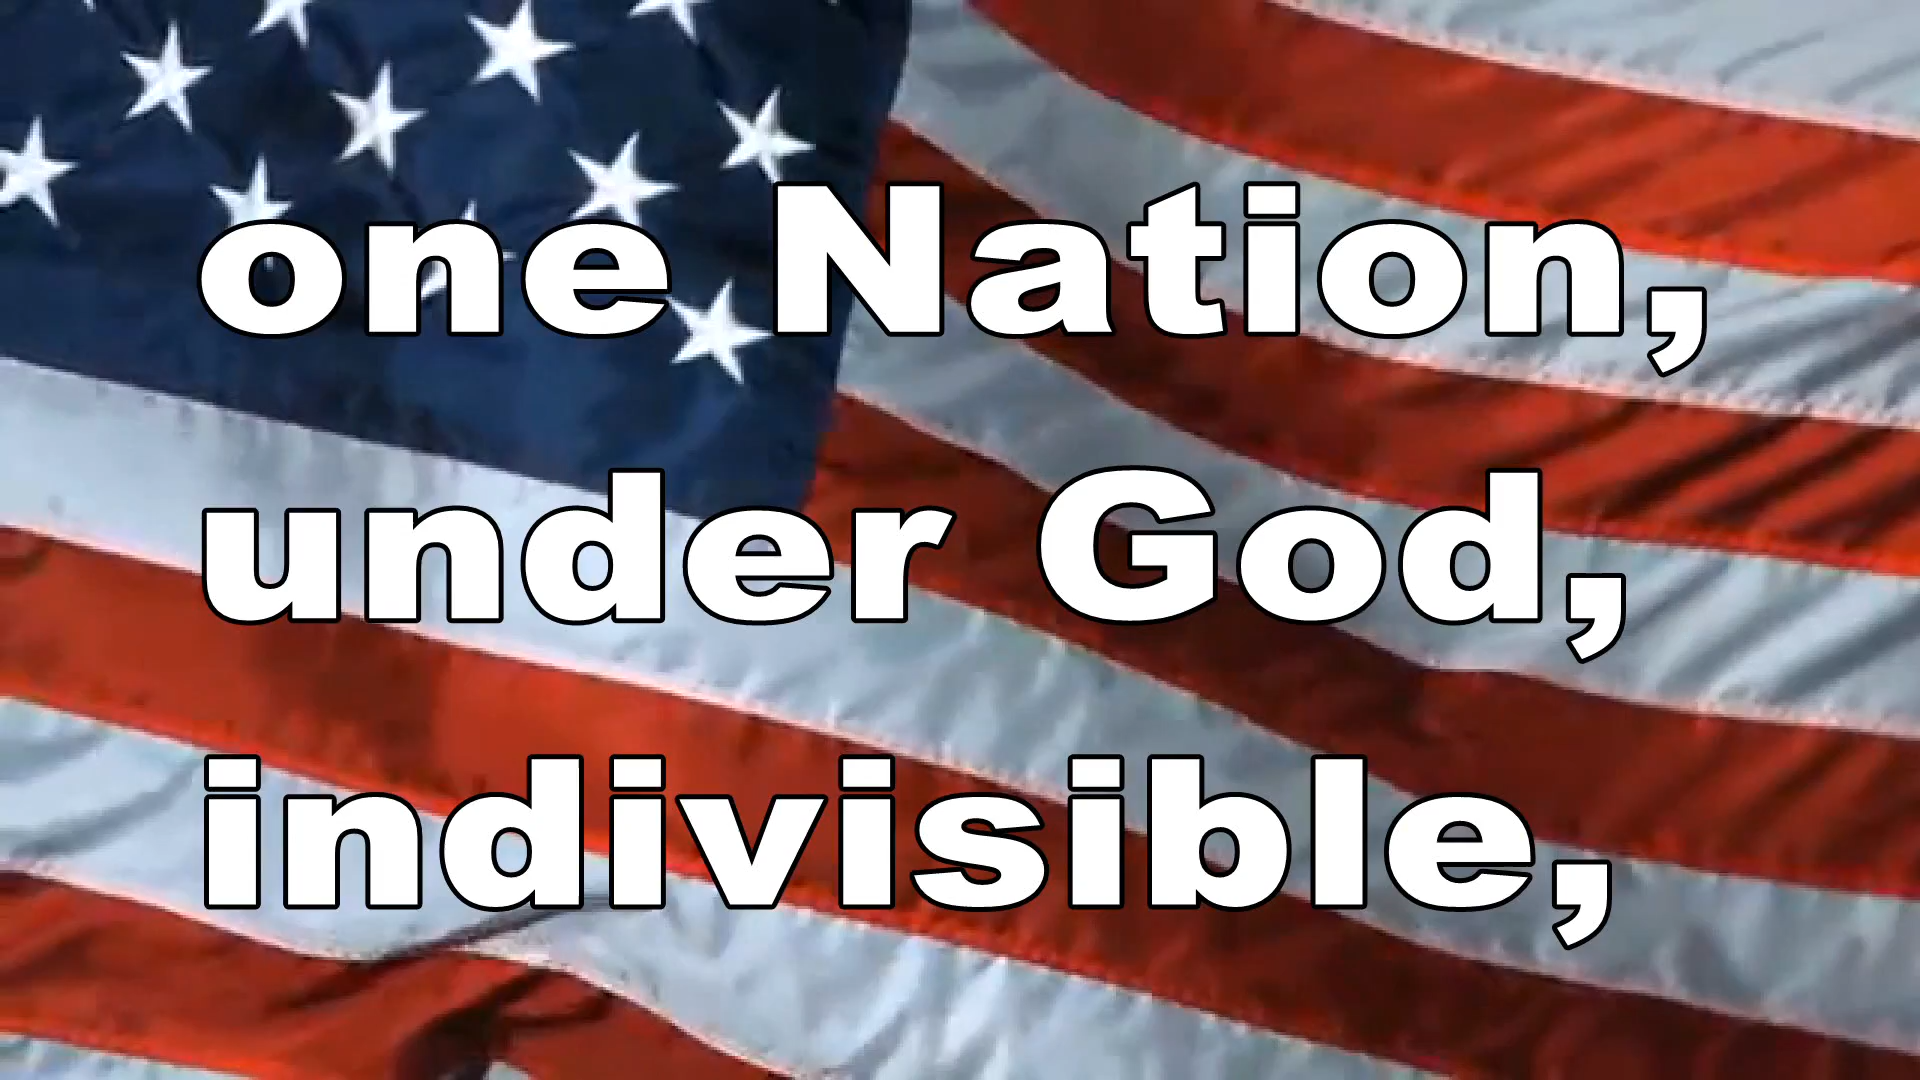 one Nation,
under God,
indivisible,